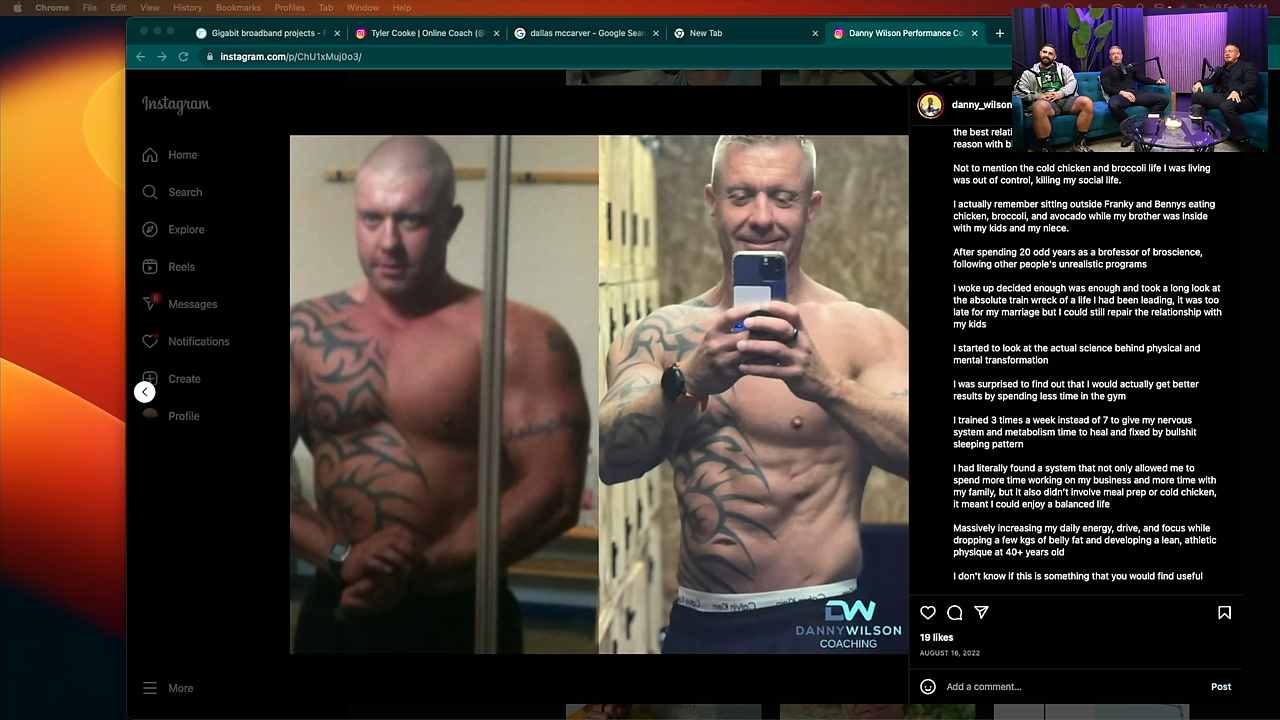 Chrome File Edit View History Bookmarks Profiles Tab Window Help
Gigabit broadband projects -
Tyler Cooke | Online Coach (@
dallas mccarver - Google Sear
New Tab
Danny Wilson Performance Co
instagram.com/p/ChU1xMuj0o3/
Instagram
Home
Search
Explore
Reels
6
Messages
Notifications
Create
Profile
More
Calvin Klein
DW
DANNYWILSON
COACHING
danny_wilson
the best relati
reason with b
Not to mention the cold chicken and broccoli life I was living
was out of control, killing my social life.
I actually remember sitting outside Franky and Bennys eating
chicken, broccoli, and avocado while my brother was inside
with my kids and my niece.
After spending 20 odd years as a brofessor of broscience,
following other people's unrealistic programs
I woke up decided enough was enough and took a long look at
the absolute train wreck of a life I had been leading, it was too
late for my marriage but I could still repair the relationship with
my kids
I started to look at the actual science behind physical and
mental transformation
I was surprised to find out that I would actually get better
results by spending less time in the gym
I trained 3 times a week instead of 7 to give my nervous
system and metabolism time to heal and fixed by bullshit
sleeping pattern
I had literally found a system that not only allowed me to
spend more time working on my business and more time with
my family, but it also didn't involve meal prep or cold chicken,
it meant I could enjoy a balanced life
Massively increasing my daily energy, drive, and focus while
dropping a few kgs of belly fat and developing a lean, athletic
physique at 40+ years old
I don't know if this is something that you would find useful
19 likes
AUGUST 16, 2022
Add a comment...
Post